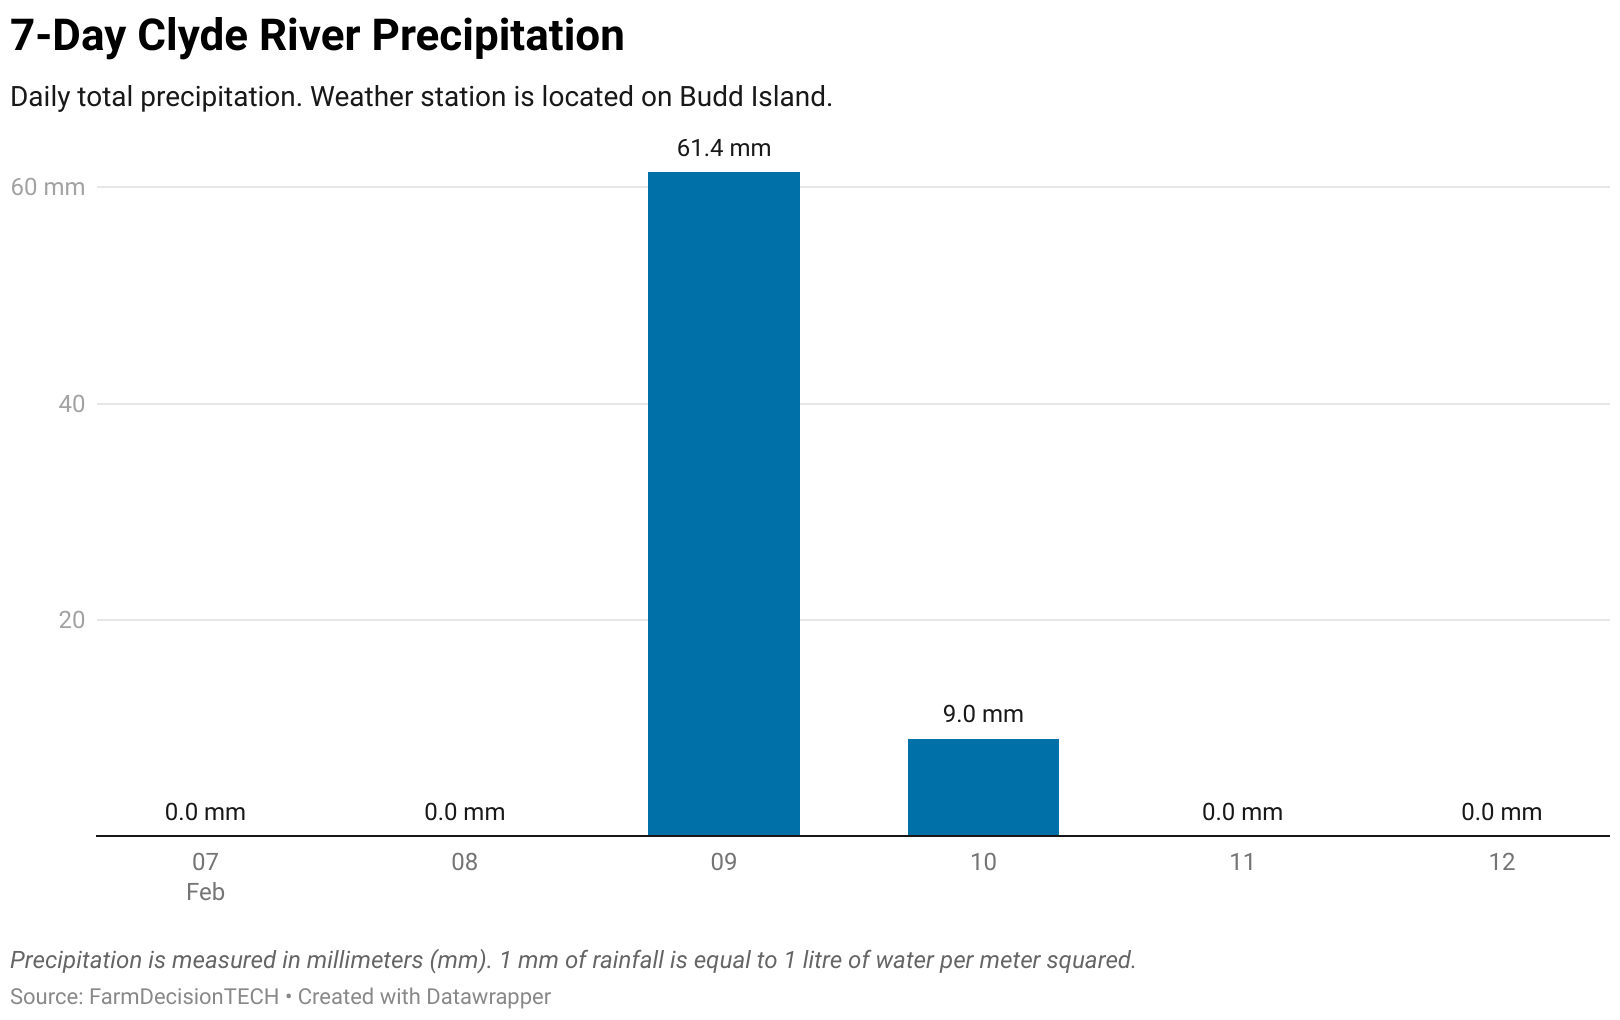 7-Day Clyde River Precipitation
Daily total precipitation. Weather station is located on Budd Island.
61.4 mm
60 mm
40
20
9.0 mm
0.0 mm 0.0 mm 0.0 mm 0.0 mm
07 08 09 10 11 12
Feb
Precipitation is measured in millimeters (mm). 1 mm of rainfall is equal to 1 litre of water per meter squared.
Source: FarmDecisionTECH • Created with Datawrapper